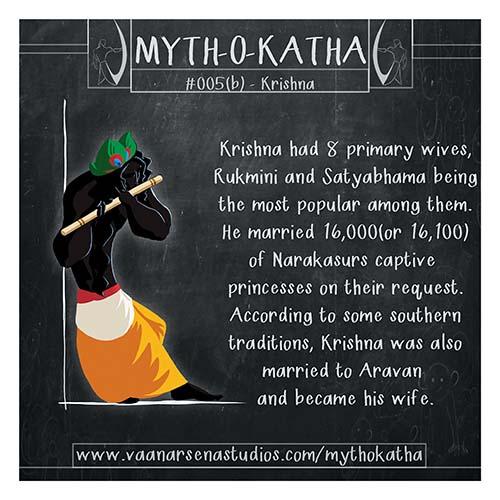 MYTH-O-KATHA
#005(b) - Krishna
Krishna had 8 primary wives,
Rukmini and Satyabhama being
the most popular among them.
He married 16,000(or 16,100)
of Narakasurs captive
princesses on their request.
According to some southern
traditions, Krishna was also
married to Aravan
and became his wife.
www.vaanarsenastudios.com/mythokatha